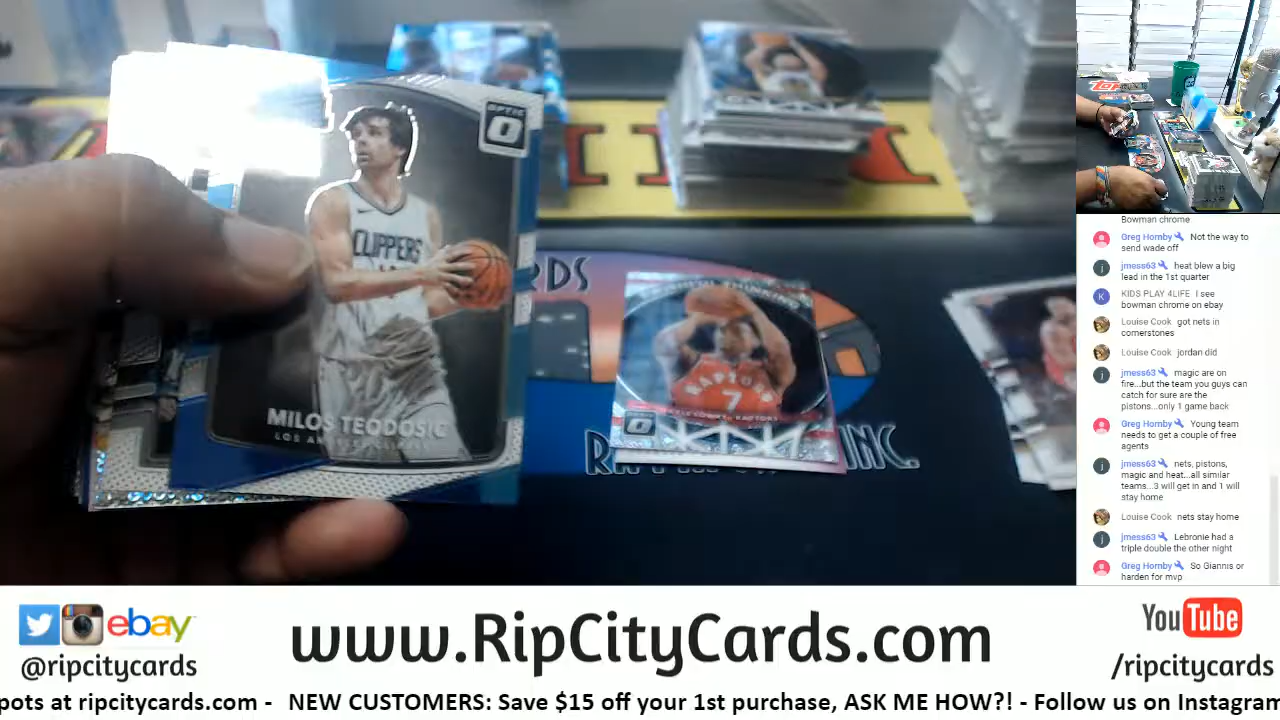 OPTIC
CLIPPERS
MILOS TEODOSIC
RDS
RAPTORS
7
KYLE LOWRY - RAPTORS
INC.
Bowman chrome
Greg Hornby Not the way to
send wade off
jmess63 heat blew a big
lead in the 1st quarter
KIDS PLAY 4LIFE I see
bowman chrome on ebay
Louise Cook got nets in
cornerstones
Louise Cook jordan did
jmess63 magic are on
fire...but the team you guys can
catch for sure are the
pistons...only 1 game back
Greg Hornby Young team
needs to get a couple of free
agents
jmess63 nets, pistons,
magic and heat...all similar
teams...3 will get in and 1 will
stay home
Louise Cook nets stay home
jmess63 Lebronie had a
triple double the other night
Greg Hornby So Giannis or
harden for mvp
ebay
@ripcitycards
www.RipCityCards.com
YouTube
/ripcitycards
pots at ripcitycards.com - NEW CUSTOMERS: Save $15 off your 1st purchase, ASK ME HOW?! - Follow us on Instagram